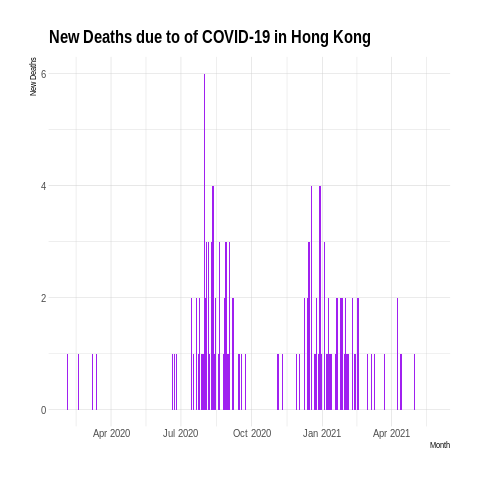 New Deaths due to of COVID-19 in Hong Kong
New Deaths
6
4
2
0
Apr 2020 Jul 2020 Oct 2020 Jan 2021 Apr 2021
Month